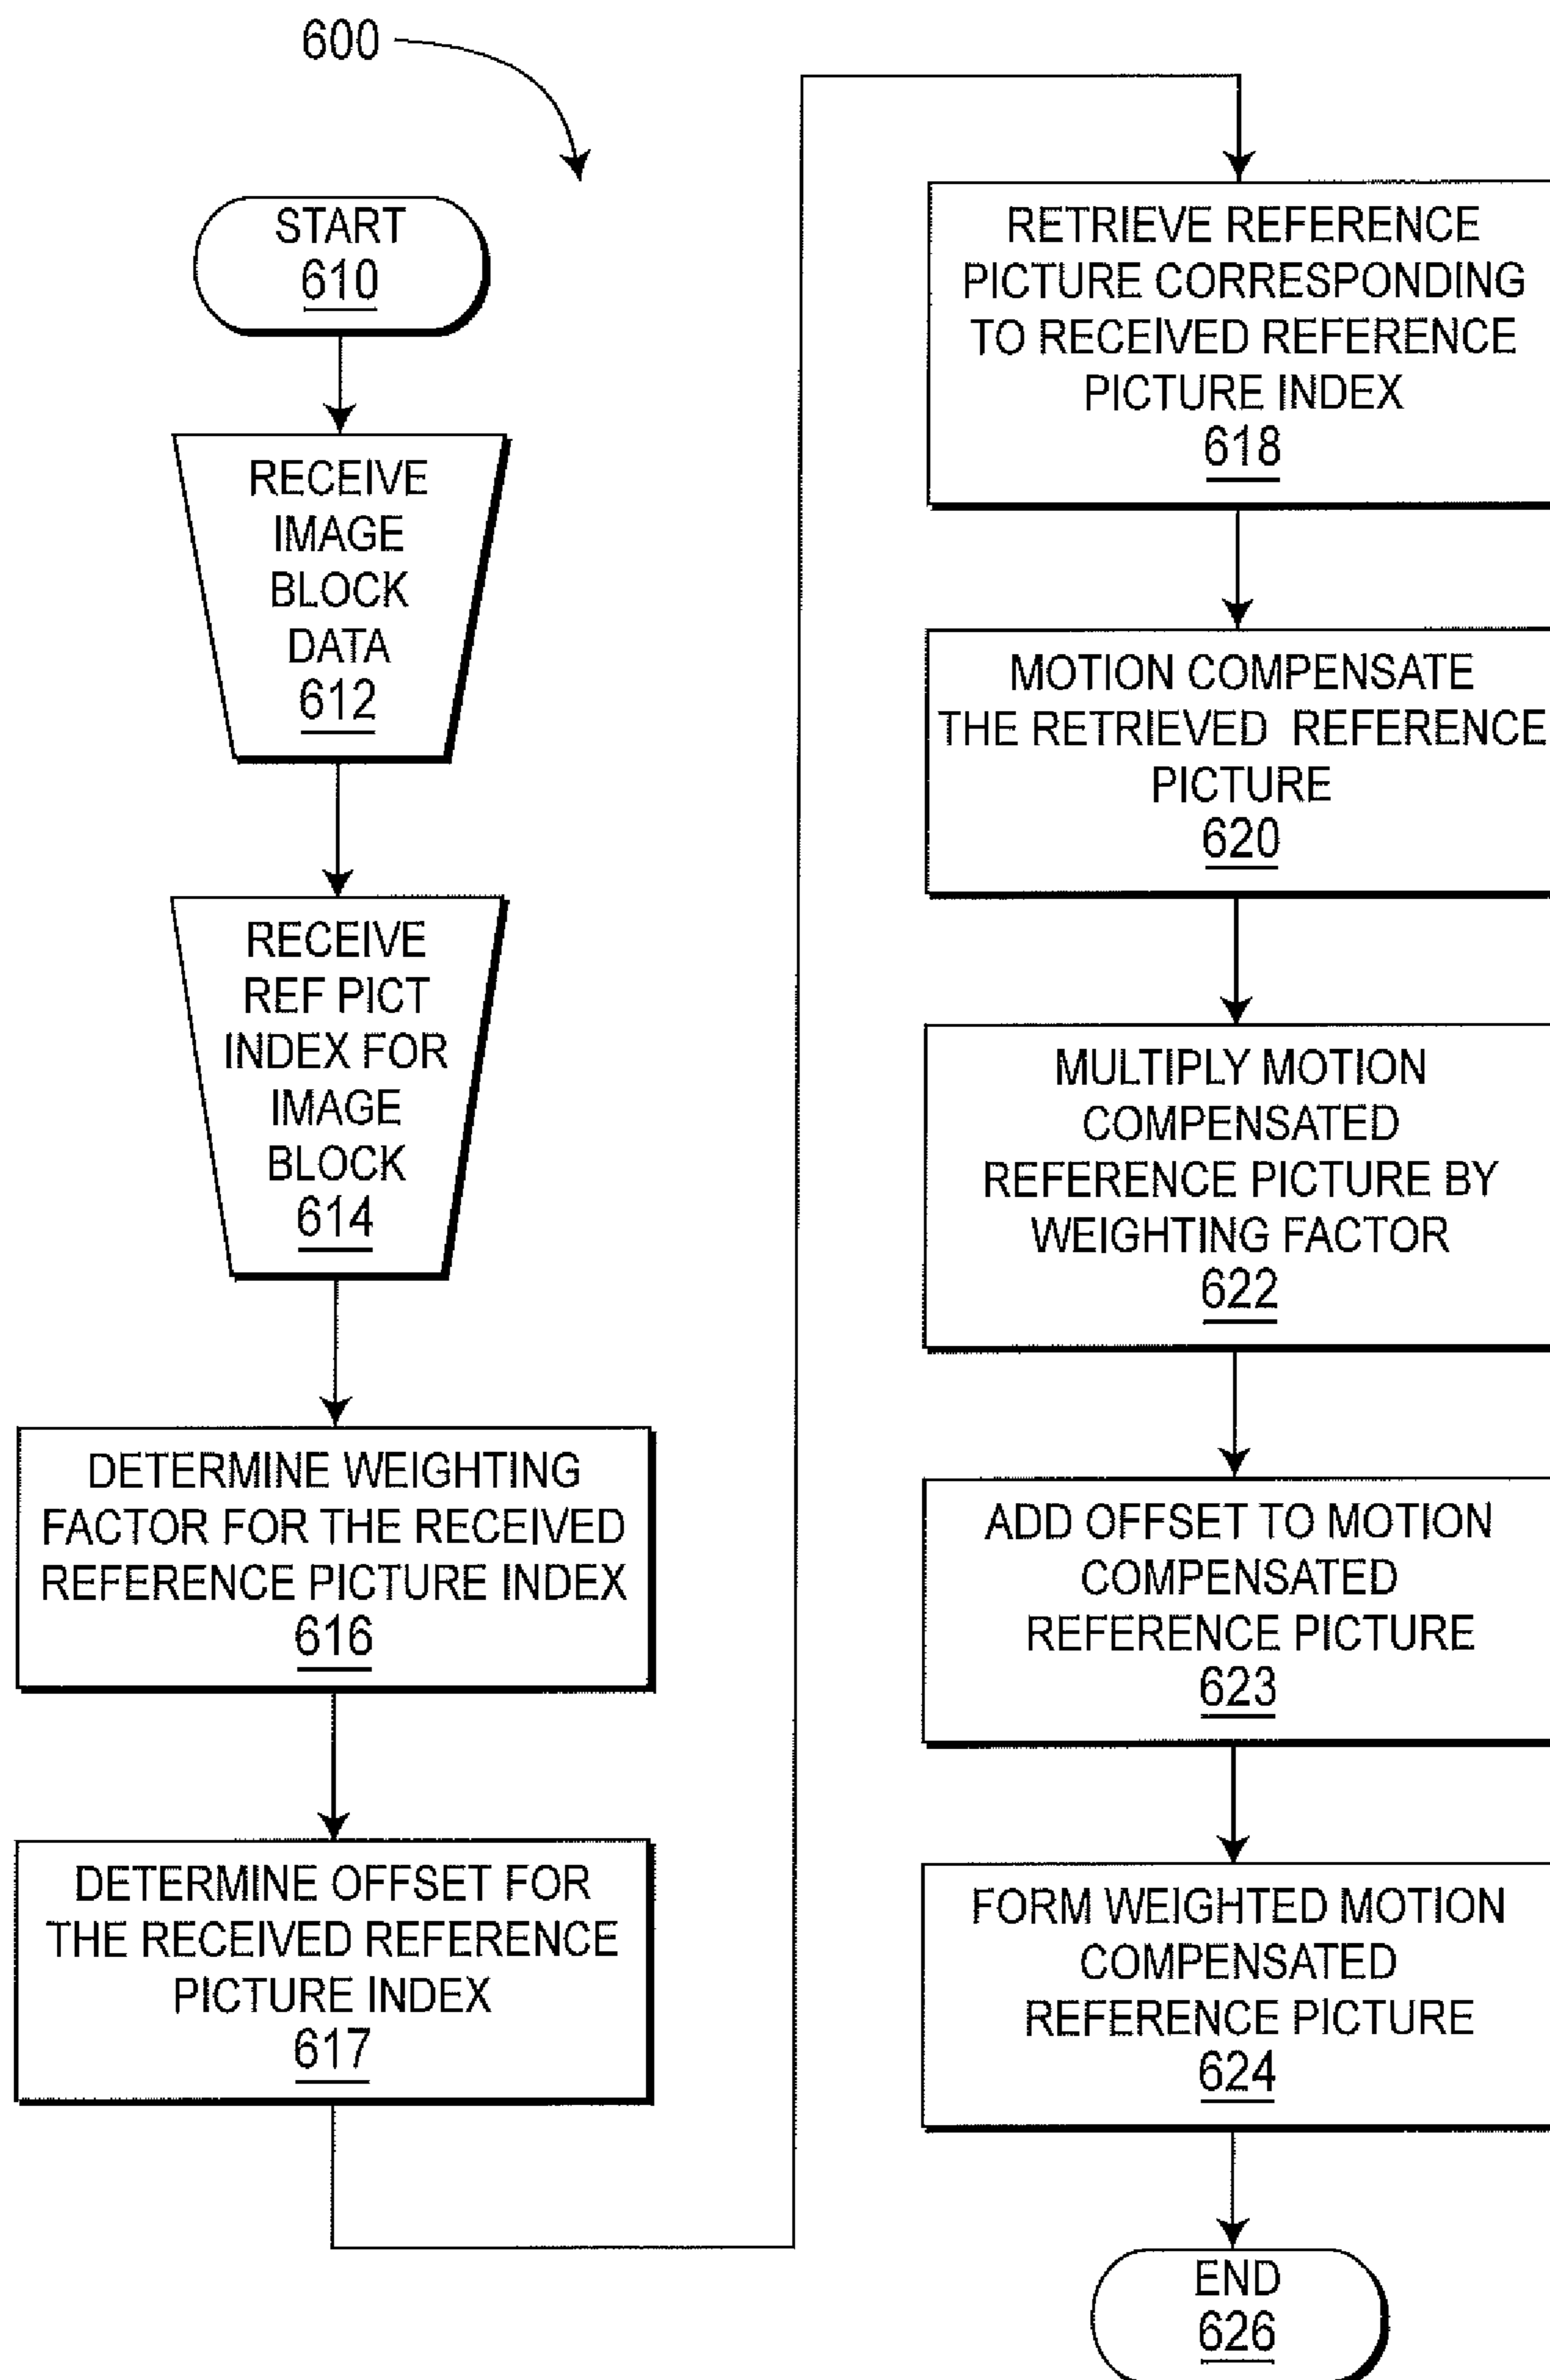 600
START
610
RECEIVE
IMAGE
BLOCK
DATA
612
RECEIVE
REF PICT
INDEX FOR
IMAGE
BLOCK
614
DETERMINE WEIGHTING
FACTOR FOR THE RECEIVED
REFERENCE PICTURE INDEX
616
DETERMINE OFFSET FOR
THE RECEIVED REFERENCE
PICTURE INDEX
617
RETRIEVE REFERENCE
PICTURE CORRESPONDING
TO RECEIVED REFERENCE
PICTURE INDEX
618
MOTION COMPENSATE
THE RETRIEVED REFERENCE
PICTURE
620
MULTIPLY MOTION
COMPENSATED
REFERENCE PICTURE BY
WEIGHTING FACTOR
622
ADD OFFSET TO MOTION
COMPENSATED
REFERENCE PICTURE
623
FORM WEIGHTED MOTION
COMPENSATED
REFERENCE PICTURE
624
END
626